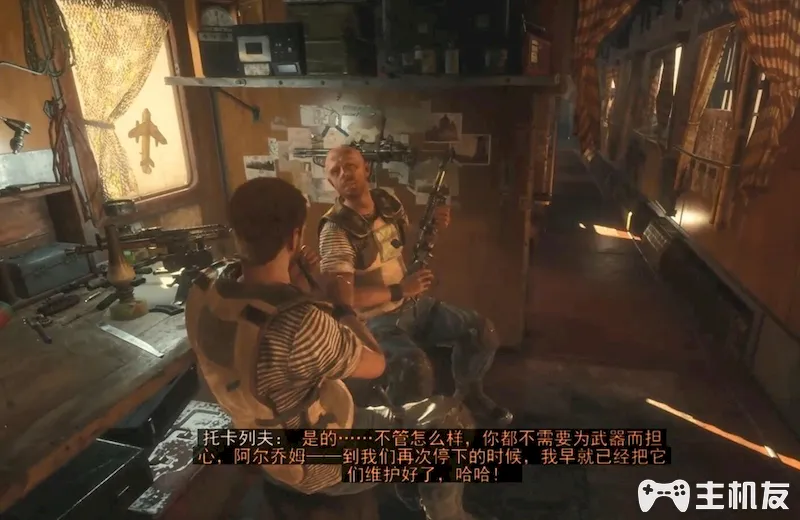 托卡列夫： 是的……不管怎么样，你都不需要为武器而担
心，阿尔乔姆——到我们再次停下的时候，我早就已经把它
们维护好了，哈哈！
主机友